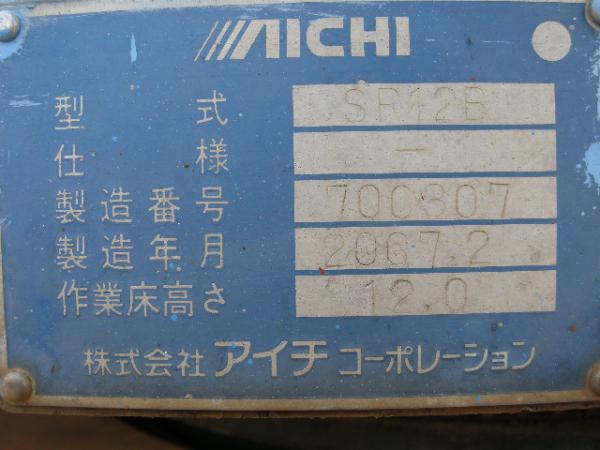 AICHI
型式 SR12B
仕様 -
製造番号 700307
製造年月 2007.2
作業床高さ 12.0
株式会社 アイチ コーポレーション